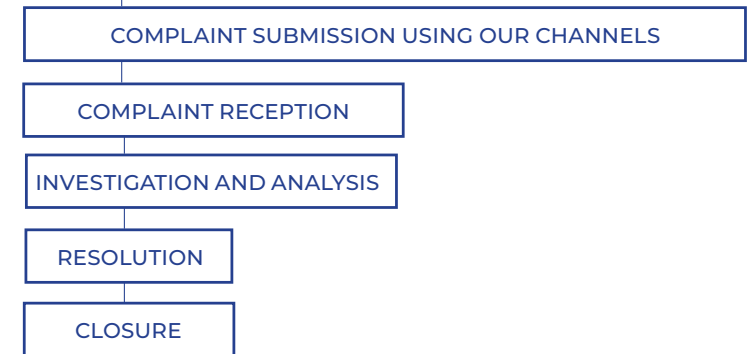 COMPLAINT SUBMISSION USING OUR CHANNELS
COMPLAINT RECEPTION
INVESTIGATION AND ANALYSIS
RESOLUTION
CLOSURE